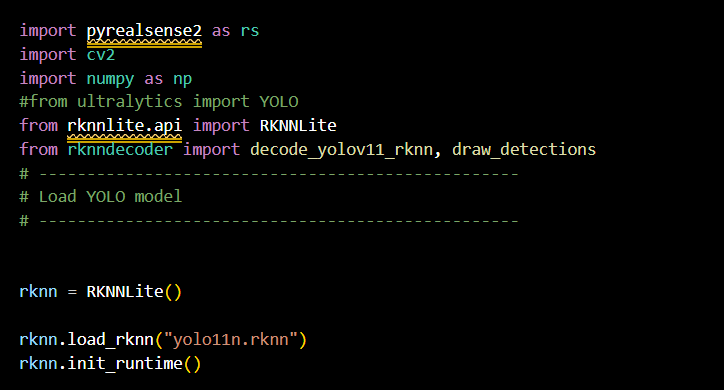 import pyrealsense2 as rs
import cv2
import numpy as np
#from ultralytics import YOLO
from rknnlite.api import RKNNLite
from rknndecoder import decode_yolov11_rknn, draw_detections
# --------------------------------------------------
# Load YOLO model
# --------------------------------------------------
rknn = RKNNLite()
rknn.load_rknn("yolo11n.rknn")
rknn.init_runtime()